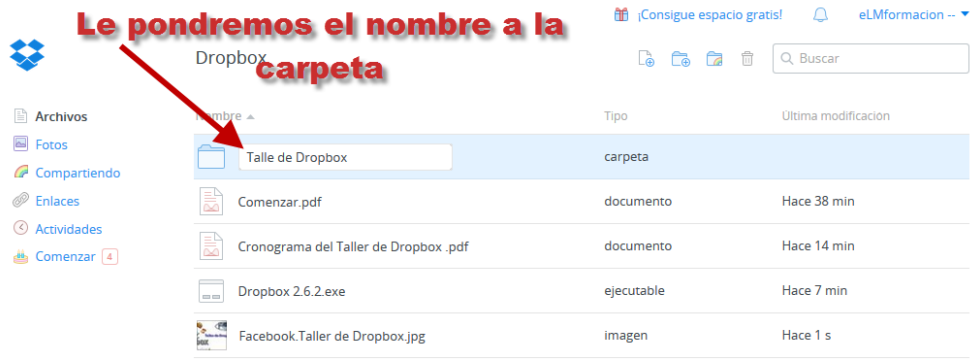 ¡Consigue espacio gratis!
eLMformacion --
Le pondremos el nombre a la
carpeta
Dropbox
Buscar
Archivos
Fotos
Compartiendo
Enlaces
Actividades
Comenzar 4
Nombre Tipo Última modificación
Talle de Dropbox carpeta
Comenzar.pdf documento Hace 38 min
Cronograma del Taller de Dropbox .pdf documento Hace 14 min
Dropbox 2.6.2.exe ejecutable Hace 7 min
Facebook.Taller de Dropbox.jpg imagen Hace 1 s